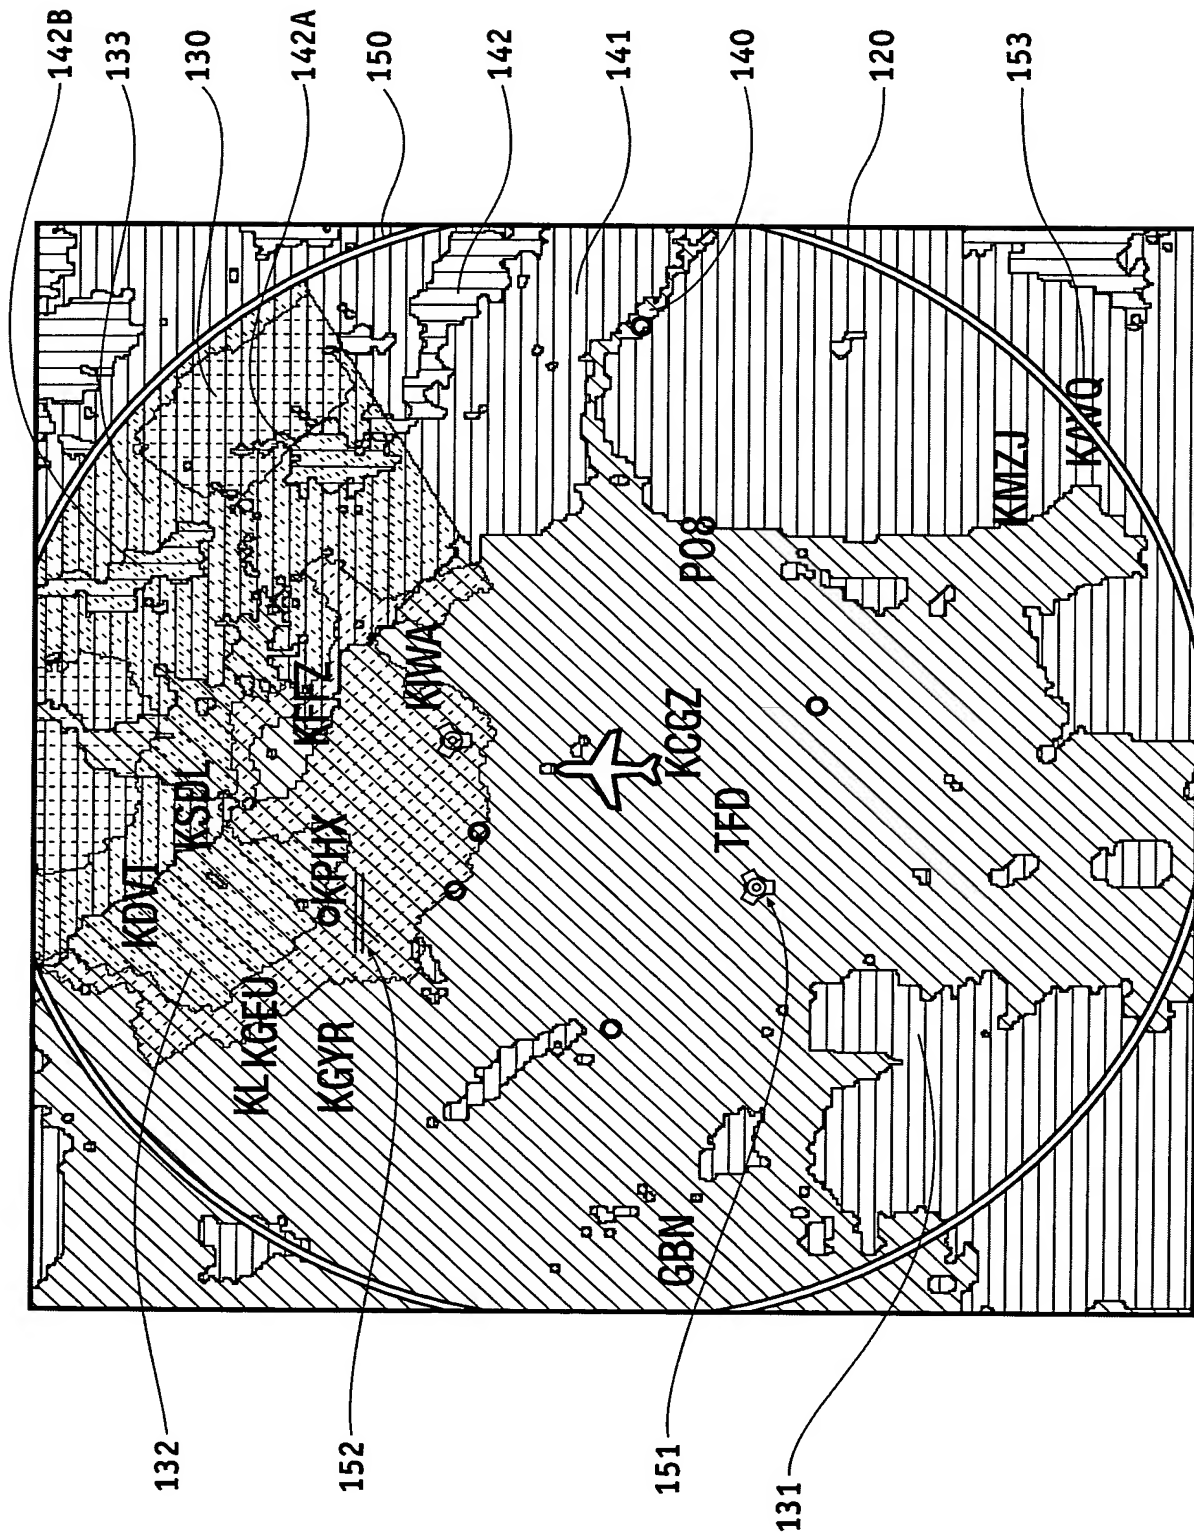 142B
133
130
142A
150
142
141
140
120
153
KDVT
KSDL
KFFZ
KPHX
KLKGEU
KGYR
KIWA
KCGZ
P08
TFD
GBN
KMZJ
KAVQ
132
152
151
131